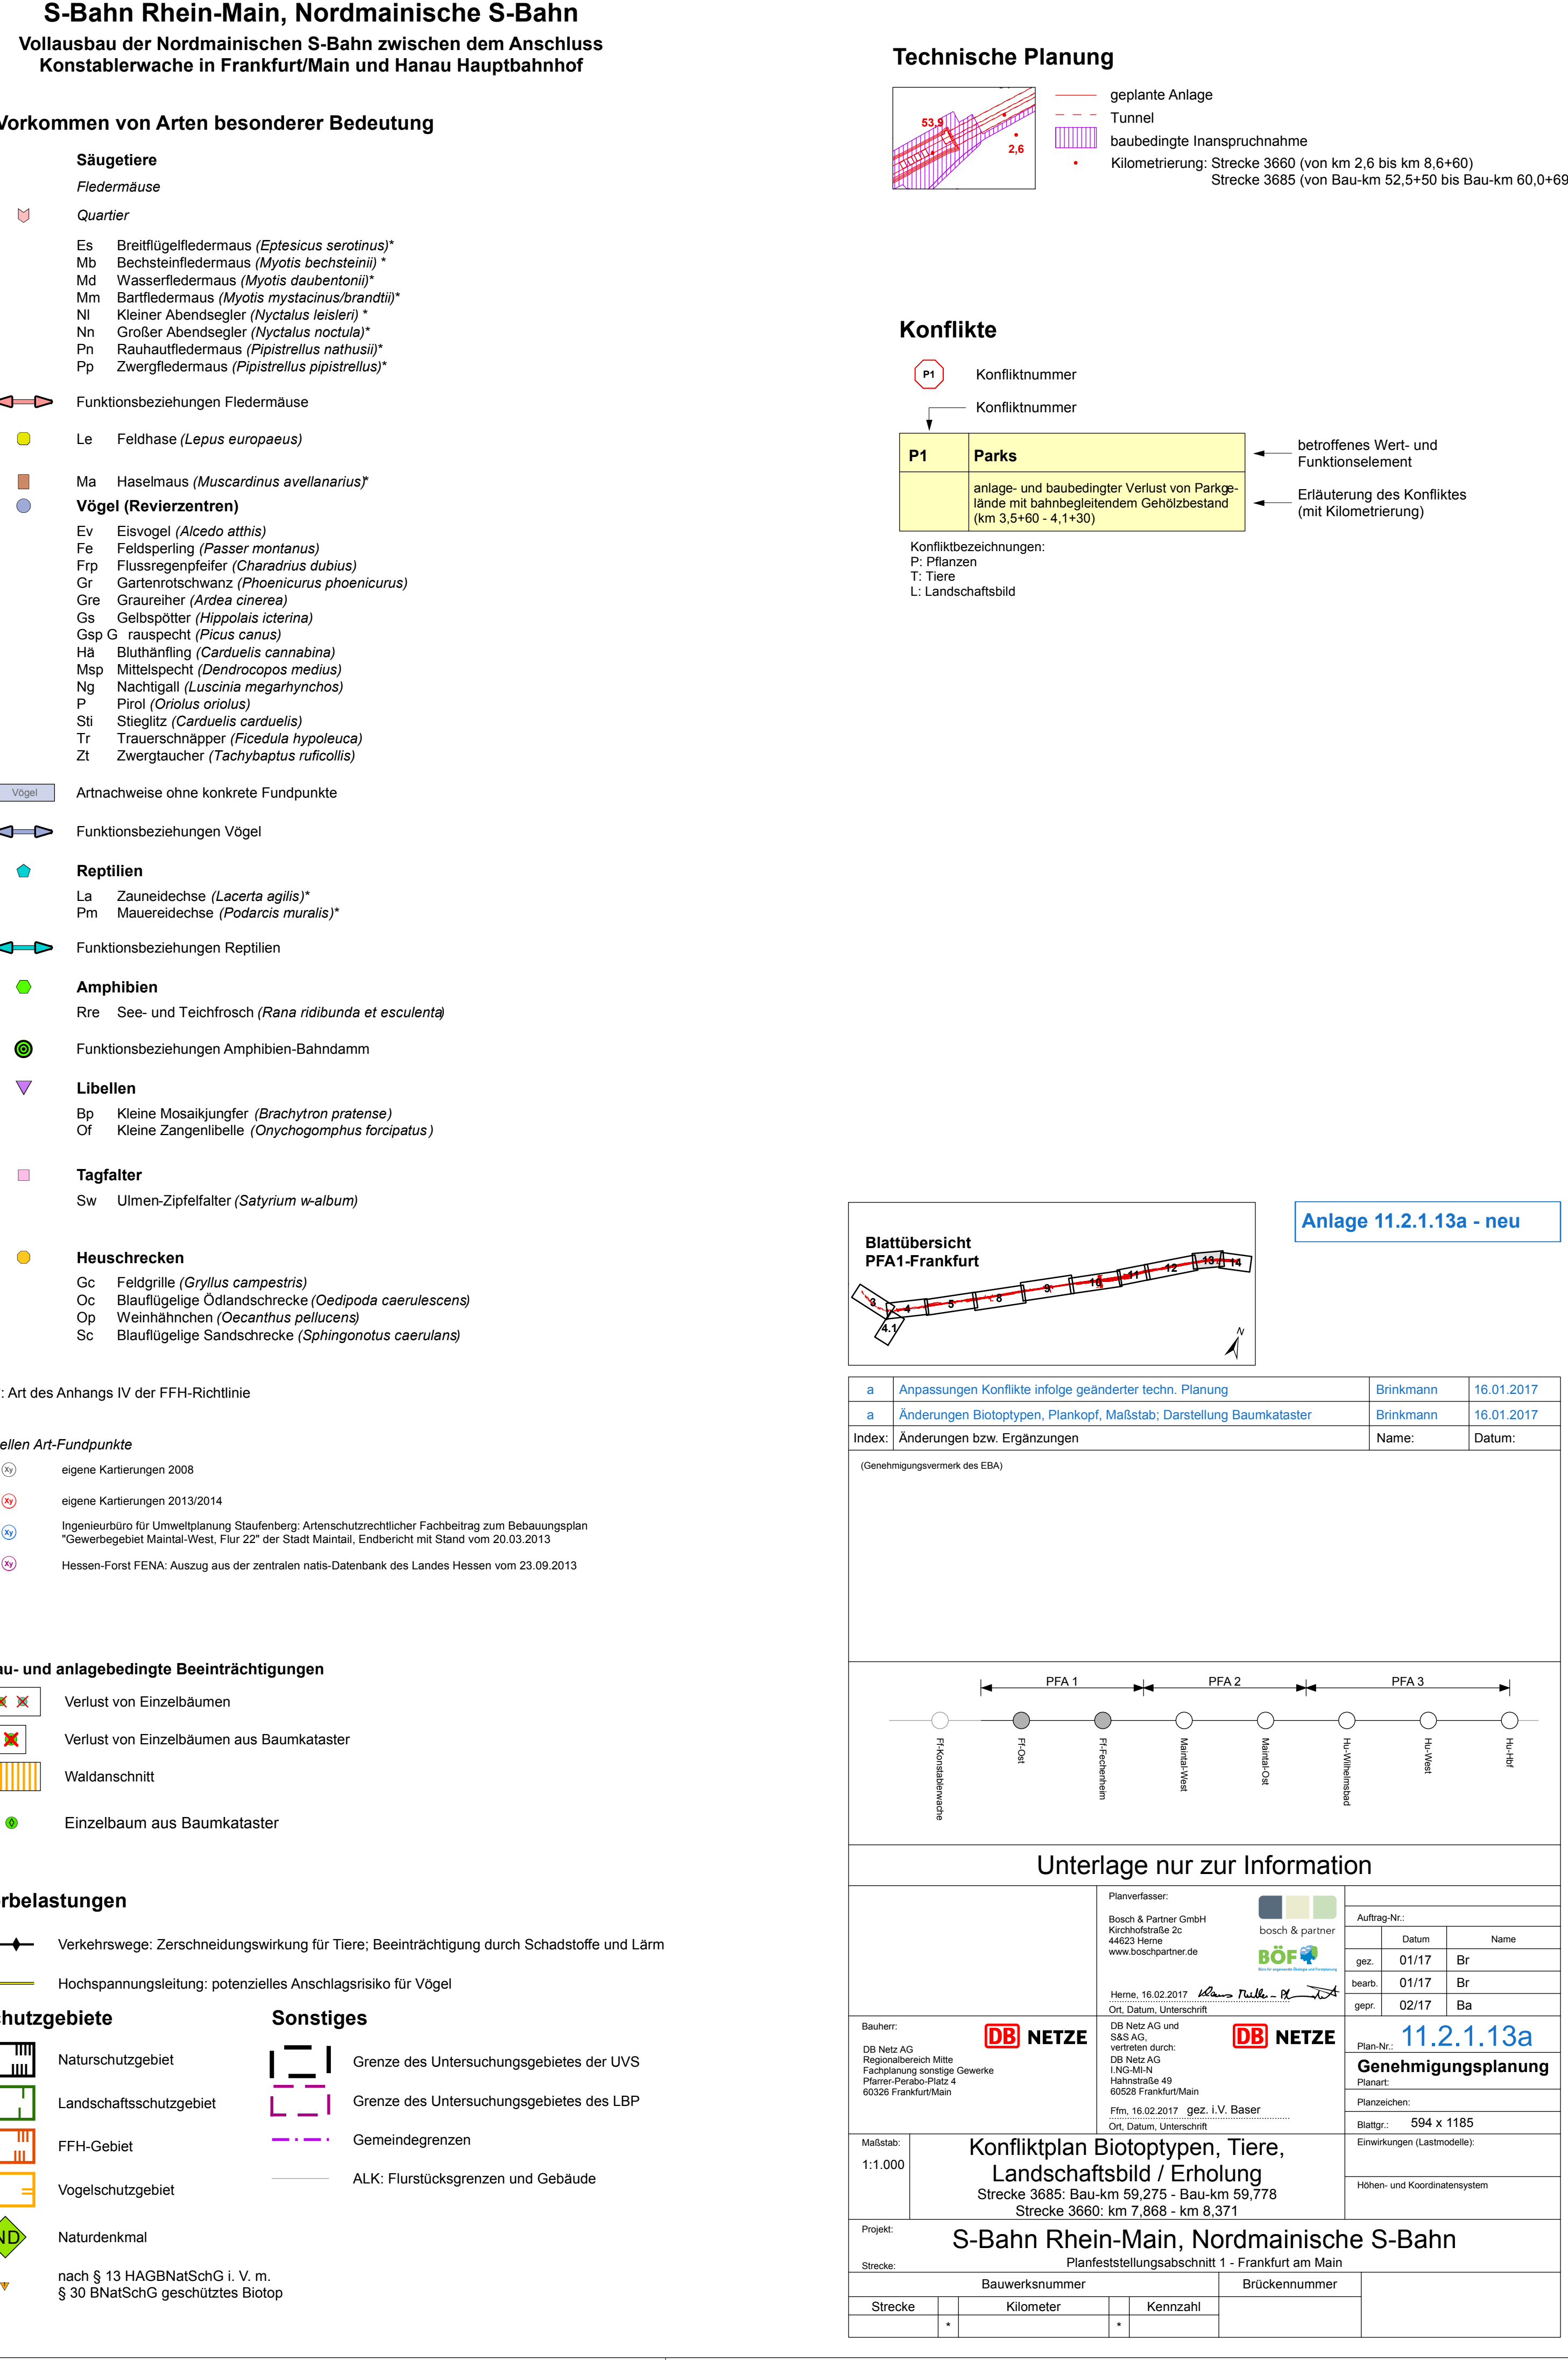 S-Bahn Rhein-Main, Nordmainische S-Bahn
Vollausbau der Nordmainischen S-Bahn zwischen dem Anschluss
Konstablerwache in Frankfurt/Main und Hanau Hauptbahnhof
Vorkommen von Arten besonderer Bedeutung
Säugetiere
Fledermäuse
Quartier
Es Breitflügelfledermaus (Eptesicus serotinus)*
Mb Bechsteinfledermaus (Myotis bechsteinii) *
Md Wasserfledermaus (Myotis daubentonii)*
Mm Bartfledermaus (Myotis mystacinus/brandtii)*
Nl Kleiner Abendsegler (Nyctalus leisleri) *
Nn Großer Abendsegler (Nyctalus noctula)*
Pn Rauhautfledermaus (Pipistrellus nathusii)*
Pp Zwergfledermaus (Pipistrellus pipistrellus)*
Funktionsbeziehungen Fledermäuse
Le Feldhase (Lepus europaeus)
Ma Haselmaus (Muscardinus avellanarius)*
Vögel (Revierzentren)
Ev Eisvogel (Alcedo atthis)
Fe Feldsperling (Passer montanus)
Frp Flussregenpfeifer (Charadrius dubius)
Gr Gartenrotschwanz (Phoenicurus phoenicurus)
Gre Graureiher (Ardea cinerea)
Gs Gelbspötter (Hippolais icterina)
Gsp G rauspecht (Picus canus)
Hä Bluthänfling (Carduelis cannabina)
Msp Mittelspecht (Dendrocopos medius)
Ng Nachtigall (Luscinia megarhynchos)
P Pirol (Oriolus oriolus)
Sti Stieglitz (Carduelis carduelis)
Tr Trauerschnäpper (Ficedula hypoleuca)
Zt Zwergtaucher (Tachybaptus ruficollis)
Vögel Artnachweise ohne konkrete Fundpunkte
Funktionsbeziehungen Vögel
Reptilien
La Zauneidechse (Lacerta agilis)*
Pm Mauereidechse (Podarcis muralis)*
Funktionsbeziehungen Reptilien
Amphibien
Rre See- und Teichfrosch (Rana ridibunda et esculenta)
Funktionsbeziehungen Amphibien-Bahndamm
Libellen
Bp Kleine Mosaikjungfer (Brachytron pratense)
Of Kleine Zangenlibelle (Onychogomphus forcipatus)
Tagfalter
Sw Ulmen-Zipfelfalter (Satyrium w-album)
Heuschrecken
Gc Feldgrille (Gryllus campestris)
Oc Blauflügelige Ödlandschrecke (Oedipoda caerulescens)
Op Weinhähnchen (Oecanthus pellucens)
Sc Blauflügelige Sandschrecke (Sphingonotus caerulans)
: Art des Anhangs IV der FFH-Richtlinie
ellen Art-Fundpunkte
Xy eigene Kartierungen 2008
Xy eigene Kartierungen 2013/2014
Xy Ingenieurbüro für Umweltplanung Staufenberg: Artenschutzrechtlicher Fachbeitrag zum Bebauungsplan
"Gewerbegebiet Maintal-West, Flur 22" der Stadt Maintail, Endbericht mit Stand vom 20.03.2013
Xy Hessen-Forst FENA: Auszug aus der zentralen natis-Datenbank des Landes Hessen vom 23.09.2013
au- und anlagebedingte Beeinträchtigungen
Verlust von Einzelbäumen
Verlust von Einzelbäumen aus Baumkataster
Waldanschnitt
Einzelbaum aus Baumkataster
rbelastungen
Verkehrswege: Zerschneidungswirkung für Tiere; Beeinträchtigung durch Schadstoffe und Lärm
Hochspannungsleitung: potenzielles Anschlagsrisiko für Vögel
hutzgebiete
Naturschutzgebiet
Landschaftsschutzgebiet
FFH-Gebiet
Vogelschutzgebiet
ND Naturdenkmal
nach § 13 HAGBNatSchG i. V. m.
§ 30 BNatSchG geschütztes Biotop
Sonstiges
Grenze des Untersuchungsgebietes der UVS
Grenze des Untersuchungsgebietes des LBP
Gemeindegrenzen
ALK: Flurstücksgrenzen und Gebäude
Technische Planung
53,9
2,6
geplante Anlage
Tunnel
baubedingte Inanspruchnahme
Kilometrierung: Strecke 3660 (von km 2,6 bis km 8,6+60)
Strecke 3685 (von Bau-km 52,5+50 bis Bau-km 60,0+69
Konflikte
P1 Konfliktnummer
Konfliktnummer
P1 Parks
betroffenes Wert- und
Funktionselement
anlage- und baubedingter Verlust von Parkge-
lände mit bahnbegleitendem Gehölzbestand
(km 3,5+60 - 4,1+30)
Erläuterung des Konfliktes
(mit Kilometrierung)
Konfliktbezeichnungen:
P: Pflanzen
T: Tiere
L: Landschaftsbild
Anlage 11.2.1.13a - neu
Blattübersicht
PFA1-Frankfurt
3 4 4.1 5 8 9 10 11 12 13 14
N
a Anpassungen Konflikte infolge geänderter techn. Planung Brinkmann 16.01.2017
a Änderungen Biotoptypen, Plankopf, Maßstab; Darstellung Baumkataster Brinkmann 16.01.2017
Index: Änderungen bzw. Ergänzungen Name: Datum:
(Genehmigungsvermerk des EBA)
PFA 1 PFA 2 PFA 3
Ff-Konstablerwache
Ff-Ost
Ff-Fechenheim
Maintal-West
Maintal-Ost
Hu-Wilhelmsbad
Hu-West
Hu-Hbf
Unterlage nur zur Information
Planverfasser:
Bosch & Partner GmbH
Kirchhofstraße 2c
44623 Herne
www.boschpartner.de
bosch & partner
BÖF
Büro für angewandte Ökologie und Forstplanung
Herne, 16.02.2017
Ort, Datum, Unterschrift
Auftrag-Nr.:
Datum Name
gez. 01/17 Br
bearb. 01/17 Br
gepr. 02/17 Ba
Bauherr:
DB NETZE
DB Netz AG
Regionalbereich Mitte
Fachplanung sonstige Gewerke
Pfarrer-Perabo-Platz 4
60326 Frankfurt/Main
DB Netz AG und
S&S AG,
vertreten durch:
DB Netz AG
I.NG-MI-N
Hahnstraße 49
60528 Frankfurt/Main
DB NETZE
Ffm, 16.02.2017 gez. i.V. Baser
Ort, Datum, Unterschrift
Plan-Nr.: 11.2.1.13a
Genehmigungsplanung
Planart:
Planzeichen:
Blattgr.: 594 x 1185
Maßstab:
1:1.000
Konfliktplan Biotoptypen, Tiere,
Landschaftsbild / Erholung
Strecke 3685: Bau-km 59,275 - Bau-km 59,778
Strecke 3660: km 7,868 - km 8,371
Einwirkungen (Lastmodelle):
Höhen- und Koordinatensystem
Projekt: S-Bahn Rhein-Main, Nordmainische S-Bahn
Strecke: Planfeststellungsabschnitt 1 - Frankfurt am Main
Bauwerksnummer Brückennummer
Strecke Kilometer Kennzahl
* *